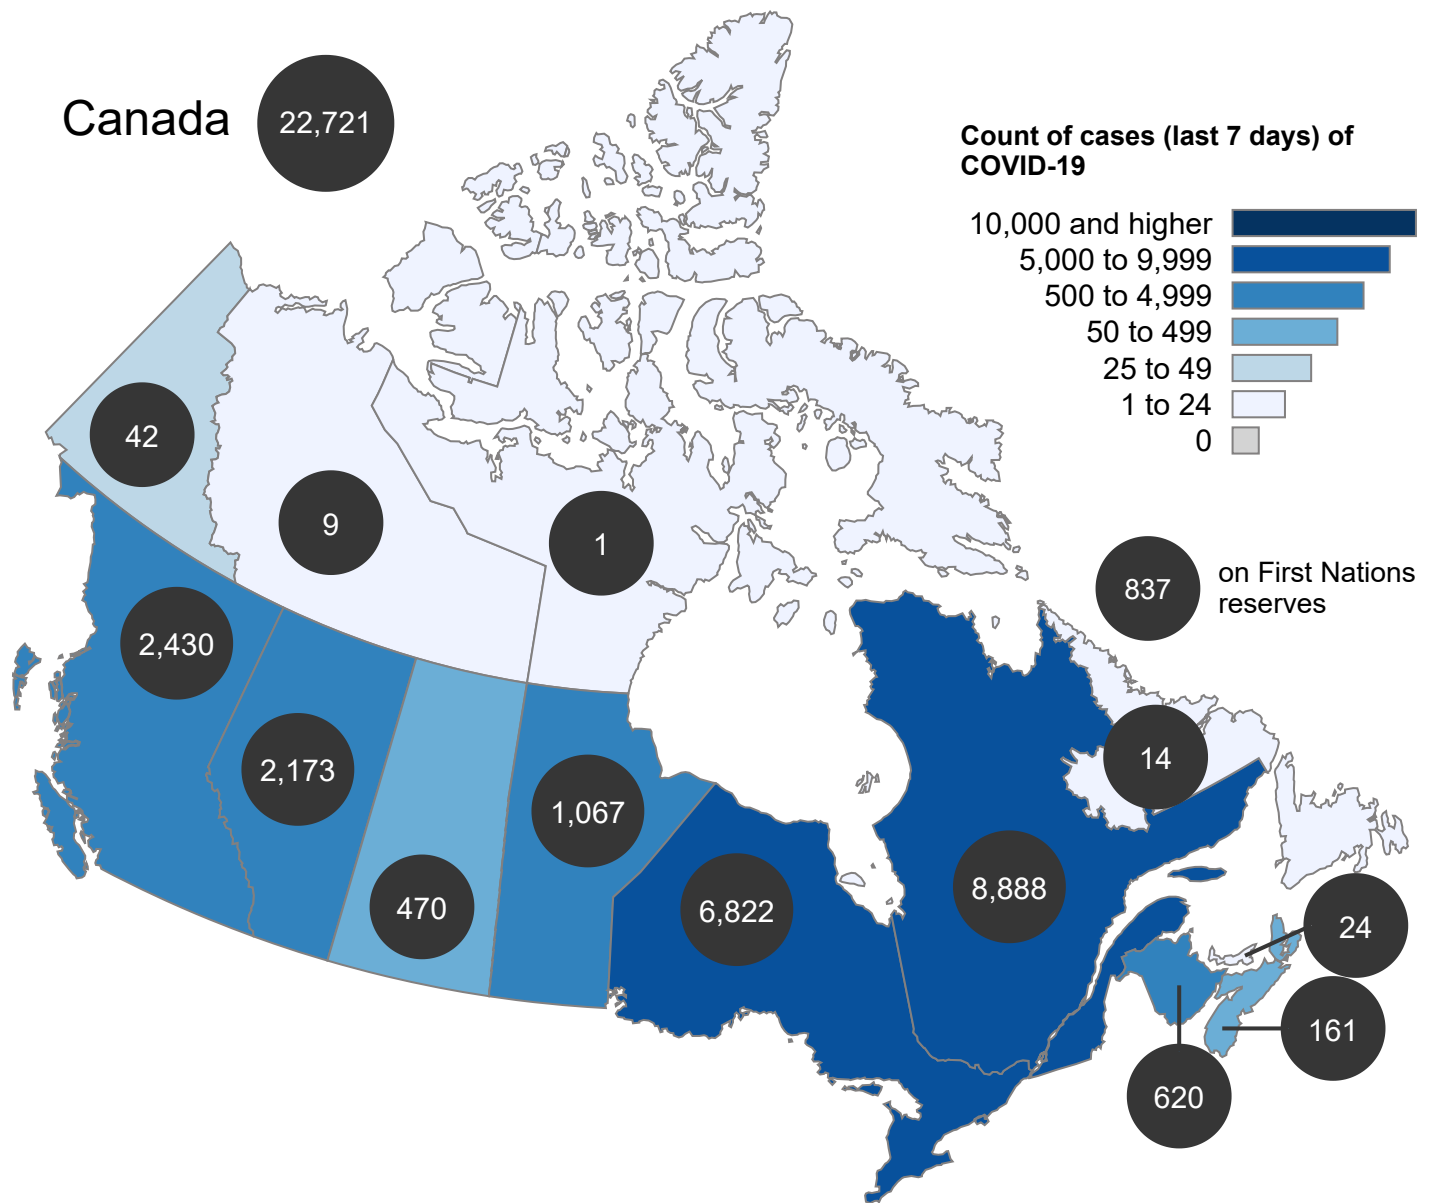 Canada
22,721
Count of cases (last 7 days) of
COVID-19
10,000 and higher
5,000 to 9,999
500 to 4,999
50 to 499
25 to 49
1 to 24
0
42
9
1
837
on First Nations
reserves
2,430
2,173
1,067
470
6,822
8,888
14
24
161
620